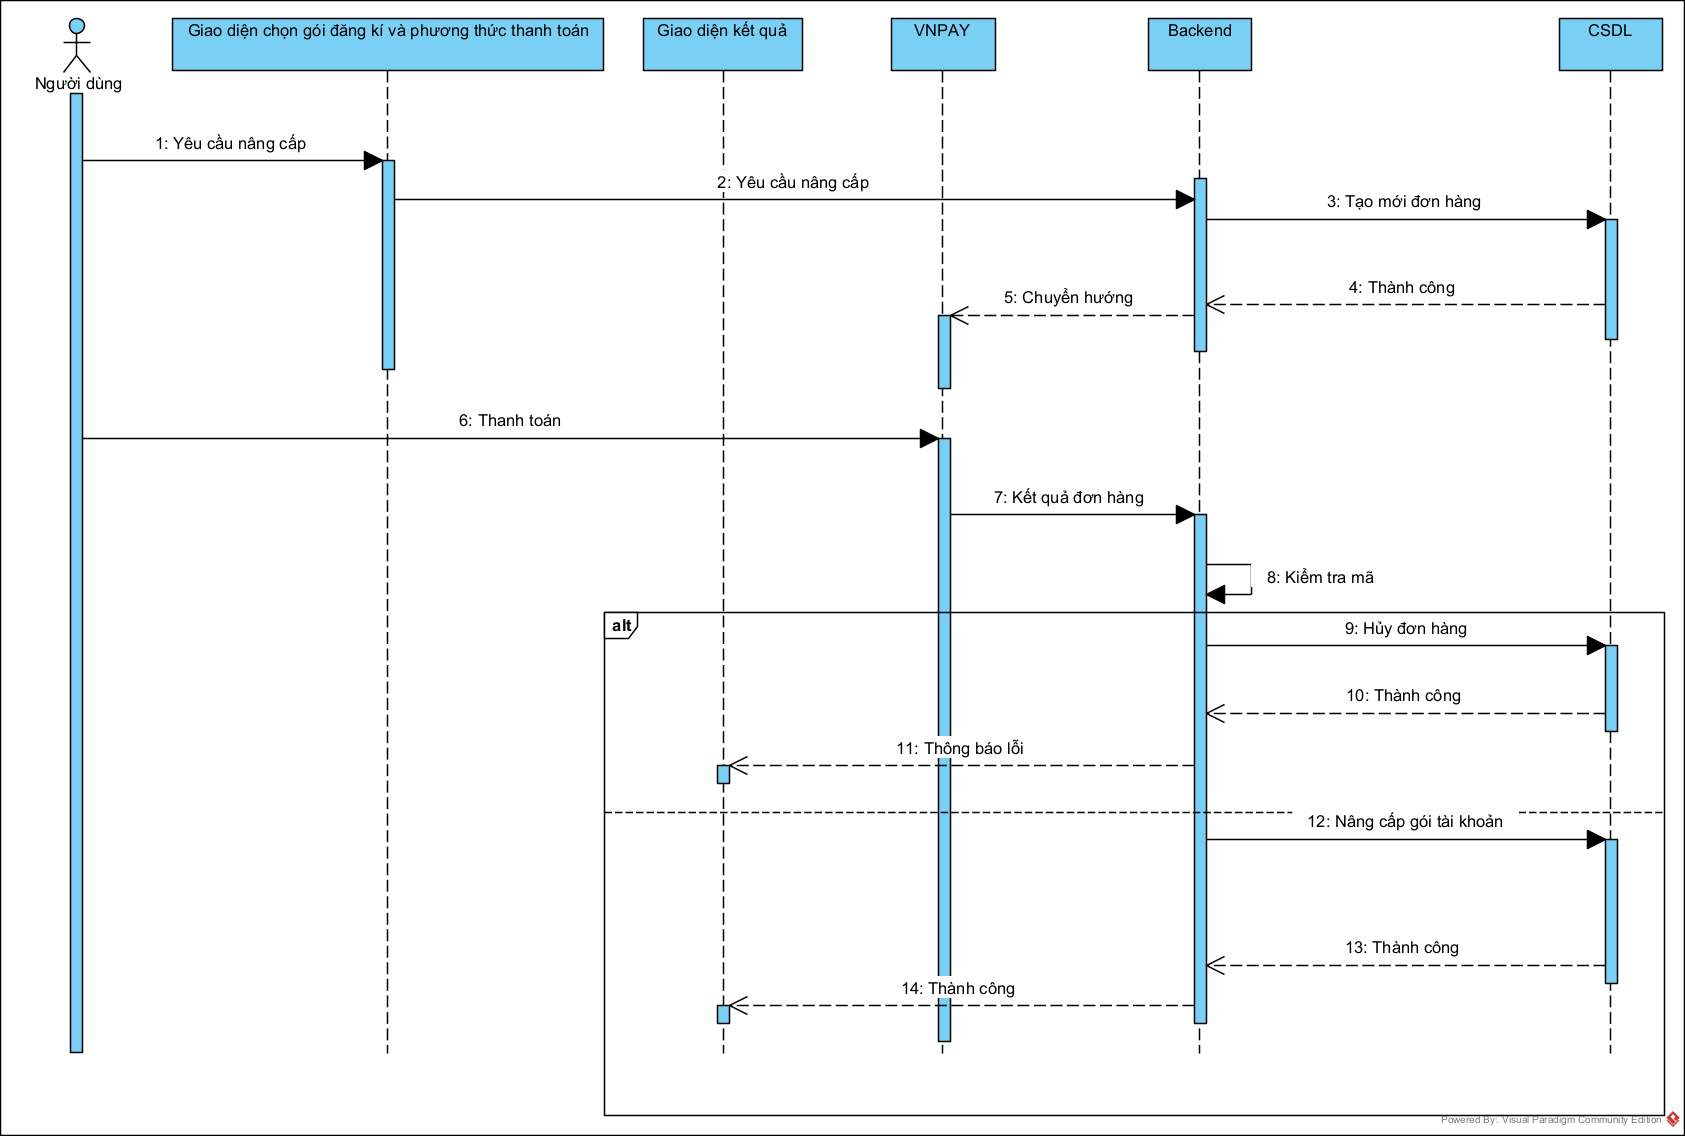 Người dùng
Giao diện chọn gói đăng kí và phương thức thanh toán
Giao diện kết quả
VNPAY
Backend
CSDL
1: Yêu cầu nâng cấp
2: Yêu cầu nâng cấp
3: Tạo mới đơn hàng
4: Thành công
5: Chuyển hướng
6: Thanh toán
7: Kết quả đơn hàng
8: Kiểm tra mã
alt
9: Hủy đơn hàng
10: Thành công
11: Thông báo lỗi
12: Nâng cấp gói tài khoản
13: Thành công
14: Thành công
Powered By Visual Paradigm Community Edition